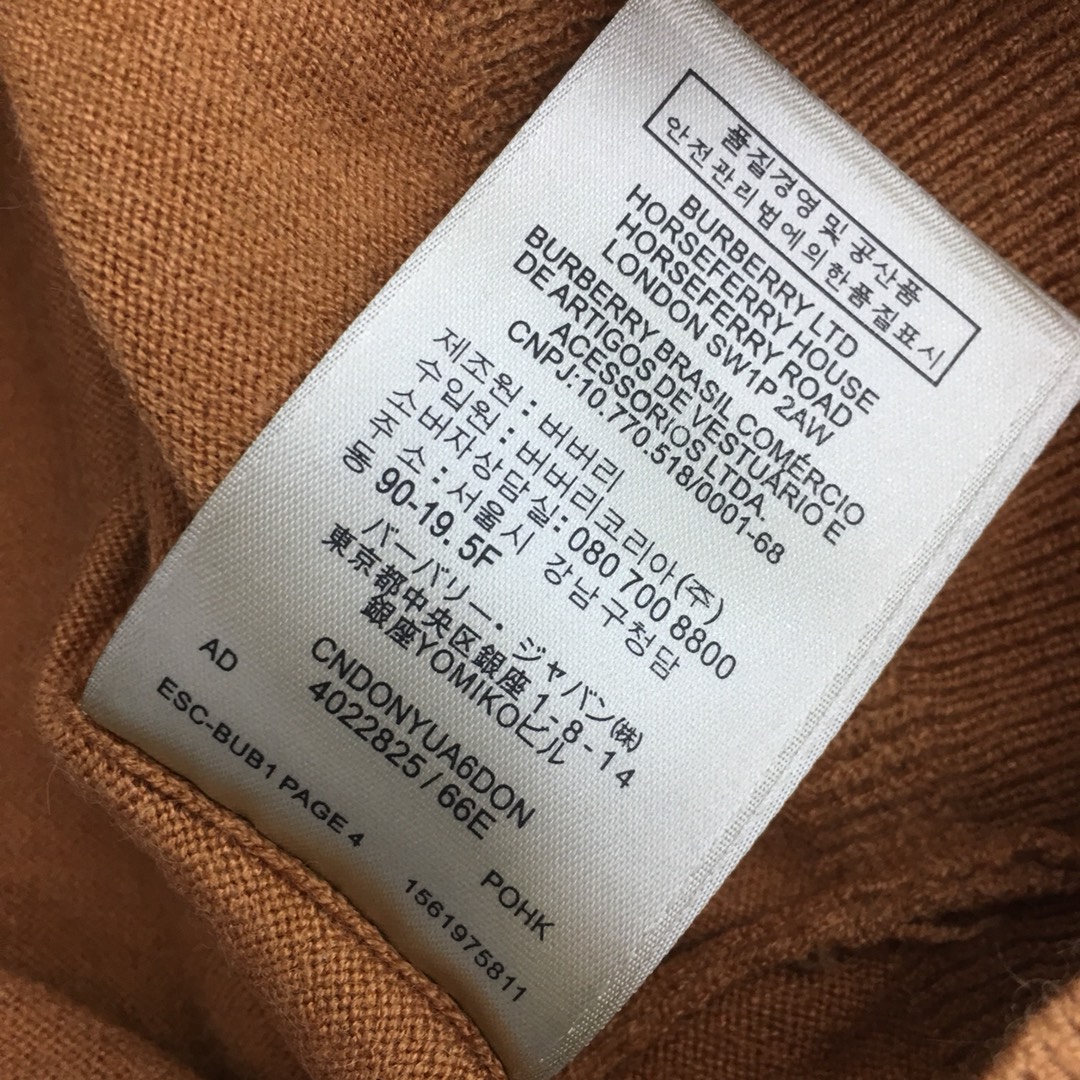 품질경영 및 공산품
안전관리법에의한품질표시
BURBERRY LTD
HORSEFERRY HOUSE
HORSEFERRY ROAD
LONDON SW1P 2AW
BURBERRY BRASIL COMÉRCIO
DE ARTIGOS DE VESTUÁRIO E
ACESSORIOS LTDA.
CNPJ:10.770.518/0001-68
제조원 : 버버리
수입원 : 버버리코리아(주)
소버자상담실: 080 700 8800
주 소 : 서울시 강남구청담
동 90-19. 5F
バーバリー・ジャパン(株)
東京都中央区銀座1-8-14
銀座YOMIKOビル
CNDONYUA6DON
4022825 / 66E
AD
POHK
ESC-BUB1 PAGE 4
1561975811